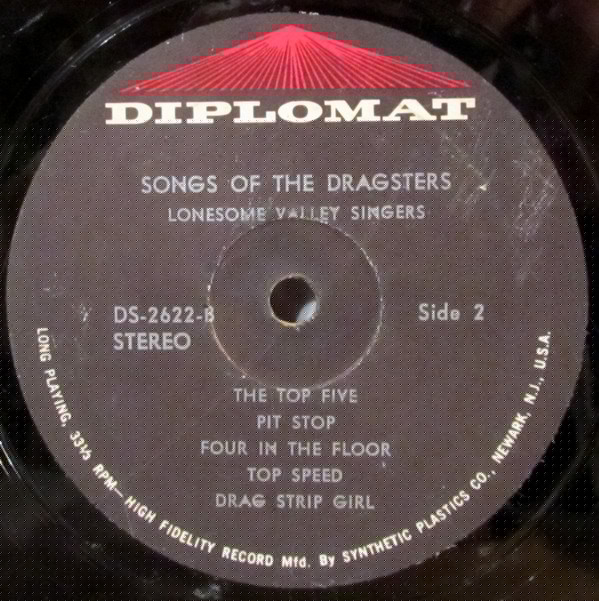 DIPLOMAT
SONGS OF THE DRAGSTERS
LONESOME VALLEY SINGERS
DS-2622-B
STEREO
Side 2
THE TOP FIVE
PIT STOP
FOUR IN THE FLOOR
TOP SPEED
DRAG STRIP GIRL
LONG PLAYING, 33⅓ RPM—HIGH FIDELITY RECORD Mfd. By SYNTHETIC PLASTICS CO., NEWARK, N.J., U.S.A.